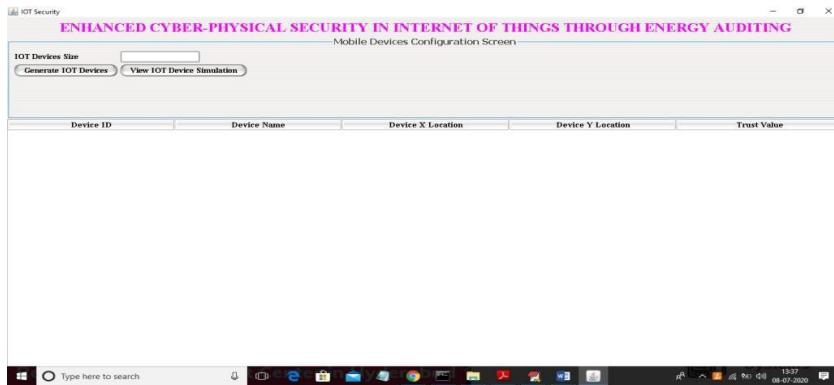 IOT Security
ENHANCED CYBER-PHYSICAL SECURITY IN INTERNET OF THINGS THROUGH ENERGY AUDITING
Mobile Devices Configuration Screen
IOT Devices Size
Generate IOT Devices View IOT Device Simulation
Device ID Device Name Device X Location Device Y Location Trust Value
Type here to search
13:37
08-07-2020